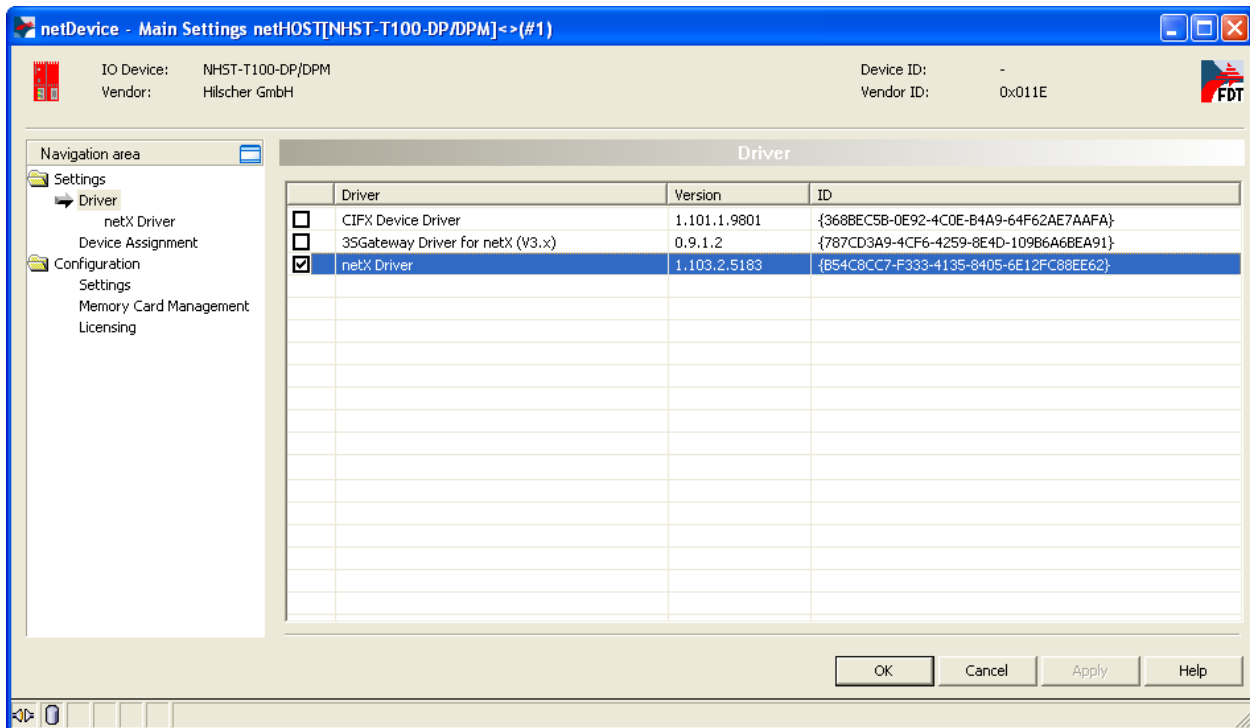 netDevice - Main Settings netHOST[NHST-T100-DP/DPM]<>(#1)
IO Device: NHST-T100-DP/DPM Device ID: -
Vendor: Hilscher GmbH Vendor ID: 0x011E
FDT
Navigation area
Settings
Driver
netX Driver
Device Assignment
Configuration
Settings
Memory Card Management
Licensing
Driver
Driver Version ID
CIFX Device Driver 1.101.1.9801 {368BEC5B-0E92-4C0E-B4A9-64F62AE7AAFA}
3SGateway Driver for netX (V3.x) 0.9.1.2 {787CD3A9-4CF6-4259-8E4D-109B6A6BEA91}
netX Driver 1.103.2.5183 {B54C8CC7-F333-4135-8405-6E12FC88EE62}
OK Cancel Apply Help